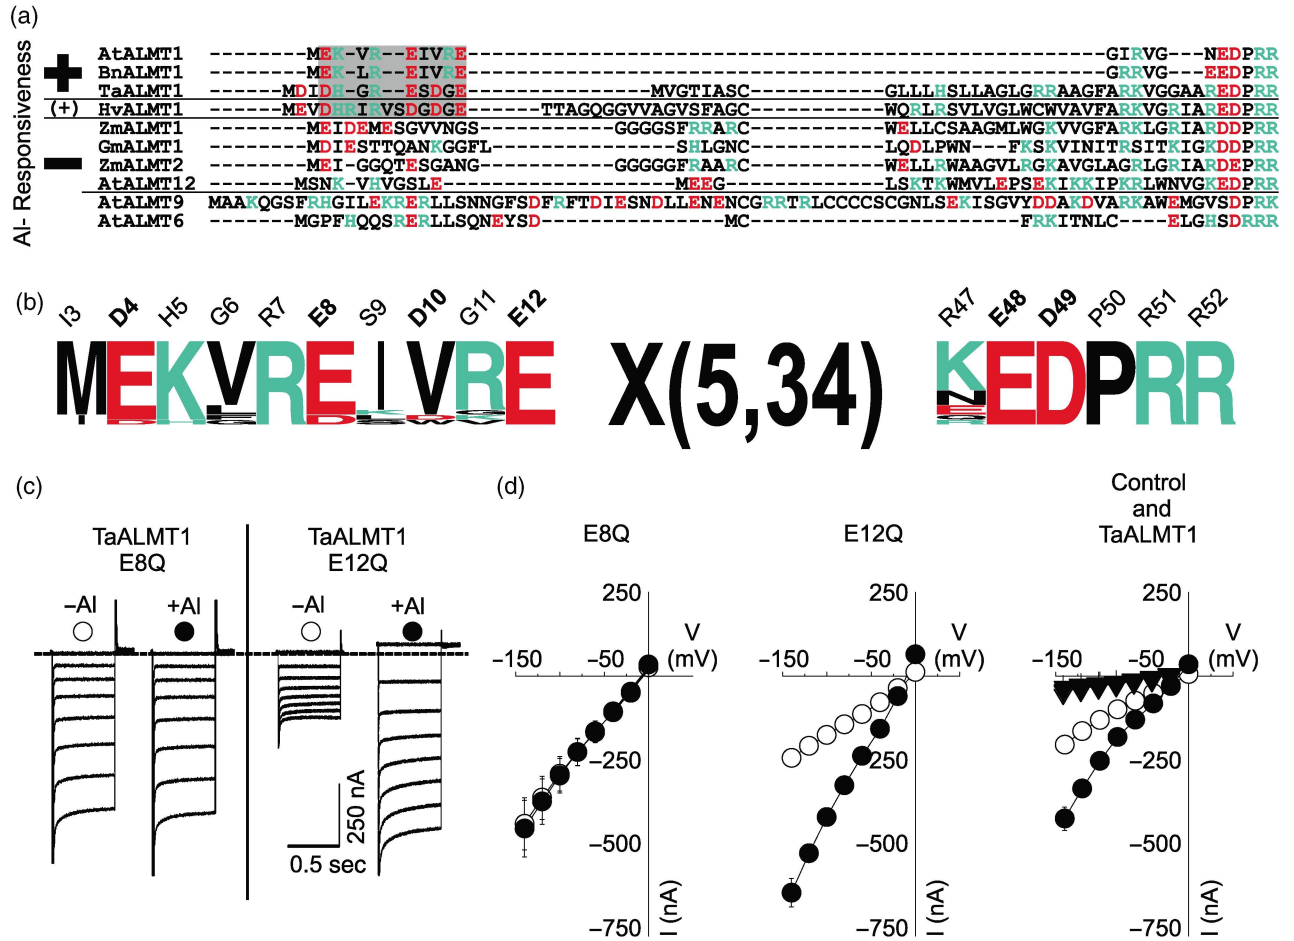 (a)
Al- Responsiveness
+
AtALMT1 --------MEK-VR--EIVRE----------------------------------------------------GIRVG---NEDPRR
BnALMT1 --------MEK-LR--EIVRE----------------------------------------------------GRRVG---EEDPRR
TaALMT1 ------MDIDH-GR--ESDGE---------------MVGTIASC-----------GLLLHSLLAGLGRRAAGFARKVGGAAREDPRR
(+)
HvALMT1 ------MEVDHRIRVSDGDGE------TTAGQGGVVAGVSFAGC-----------WQRLRSVLVGLWCWVAVFARKVGRIAREDPRR
ZmALMT1 --------MEIDEMESGVVNGS-----------GGGGSFRRARC-----------WELLCSAAGMLWGKVVGFARKLGRIARDDPRR
GmALMT1 --------MDIESTTQANKGGFL---------------SHLGNC-----------LQDLPWN---FKSKVINITRSITKIGKDDPRR
–
ZmALMT2 --------MEI-GGQTESGANG-----------GGGGGFRAARC-----------WELLRWAAGVLRGKAVGLAGRLGRIARDEPRR
AtALMT12 -------MSNK-VHVGSLE-------------------MEEG-------------LSKTKWMVLEPSEKIKKIPKRLWNVGKEDPRR
AtALMT9 MAAKQGSFRHGILEKRERLLSNNGFSDFRFTDIESNDLLENENCGRRTRLCCCCSCGNLSEKISGVYDDAKDVARKAWEMGVSDPRK
AtALMT6 -------MGPFHQQSRERLLSQNEYSD---------------MC----------------------FRKITNLC----ELGHSDRRR
(b)
I3 D4 H5 G6 R7 E8 S9 D10 G11 E12 R47 E48 D49 P50 R51 R52
MEKVREIVRE X(5,34) KEDPRR
(c)
TaALMT1 E8Q
TaALMT1 E12Q
–Al +Al –Al +Al
250 nA
0.5 sec
(d)
E8Q
250
V
–150 –50 (mV)
–250
–500
–750
I (nA)
E12Q
250
V
–150 –50 (mV)
–250
–500
–750
I (nA)
Control
and
TaALMT1
250
V
–150 –50 (mV)
–250
–500
–750
I (nA)